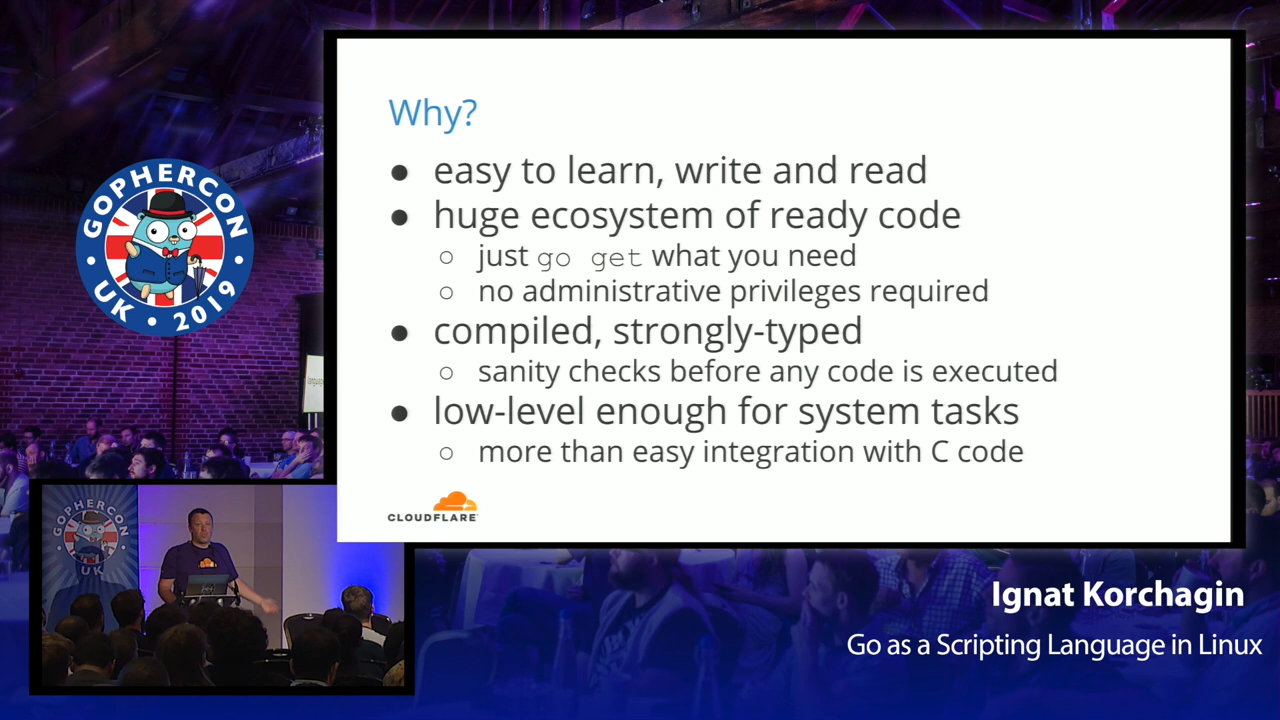 Why?
● easy to learn, write and read
● huge ecosystem of ready code
○ just go get what you need
○ no administrative privileges required
● compiled, strongly-typed
○ sanity checks before any code is executed
● low-level enough for system tasks
○ more than easy integration with C code
CLOUDFLARE
GOPHERCON
UK • 2019
GOPHERCON
UK
Ignat Korchagin
Go as a Scripting Language in Linux